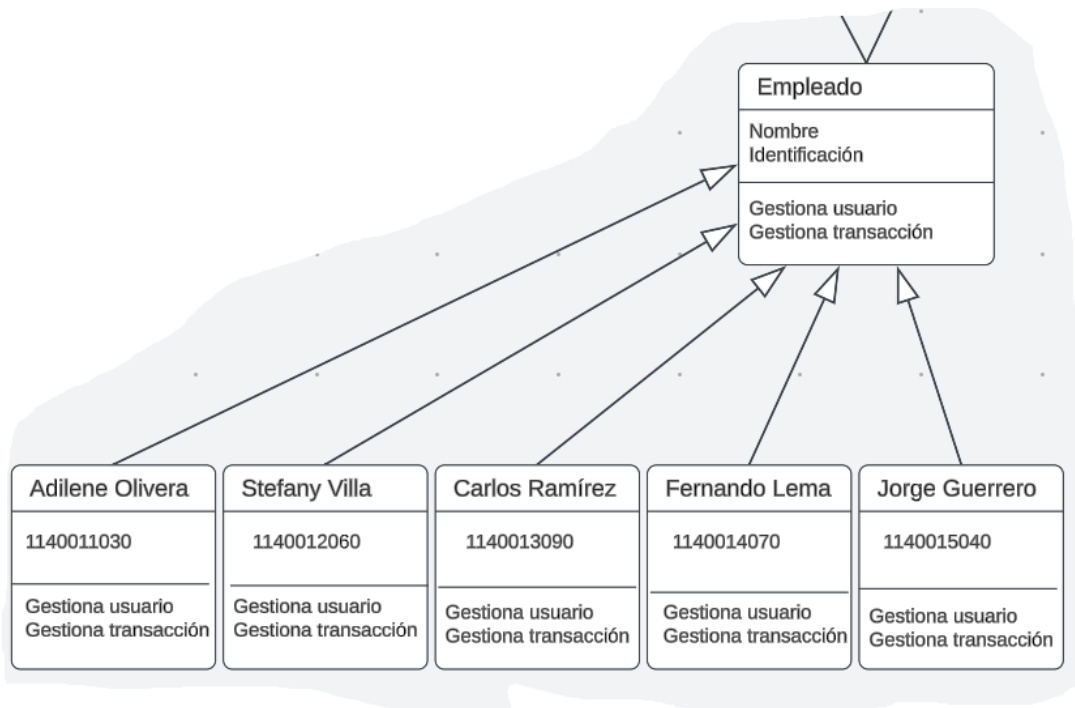 Empleado
Nombre
Identificación
Gestiona usuario
Gestiona transacción
Adilene Olivera
1140011030
Gestiona usuario
Gestiona transacción
Stefany Villa
1140012060
Gestiona usuario
Gestiona transacción
Carlos Ramírez
1140013090
Gestiona usuario
Gestiona transacción
Fernando Lema
1140014070
Gestiona usuario
Gestiona transacción
Jorge Guerrero
1140015040
Gestiona usuario
Gestiona transacción